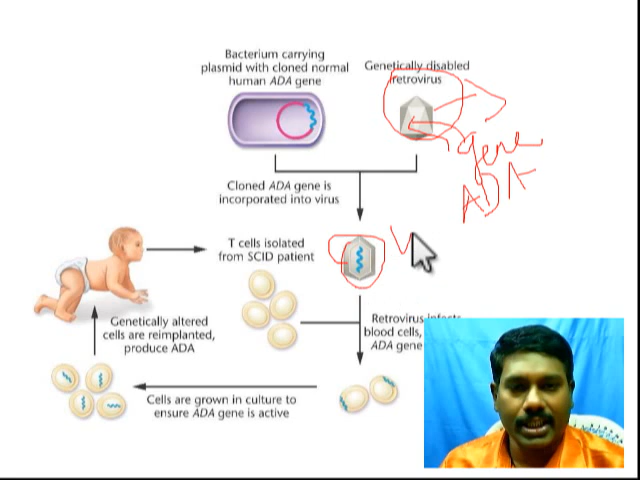 Bacterium carrying
plasmid with cloned normal
human ADA gene
Genetically disabled
retrovirus
gene
ADA
Cloned ADA gene is
incorporated into virus
T cells isolated
from SCID patient
V
Retrovirus infects
blood cells,
ADA gene
Genetically altered
cells are reimplanted,
produce ADA
Cells are grown in culture to
ensure ADA gene is active